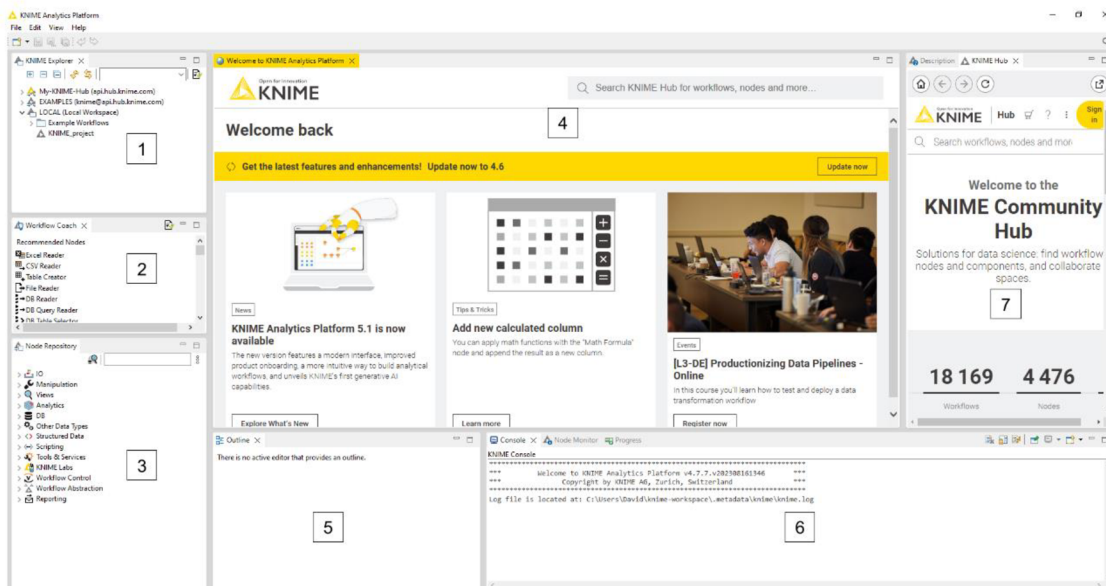 KNIME Analytics Platform
File Edit View Help
KNIME Explorer
My-KNIME-Hub (api.hub.knime.com)
EXAMPLES (knime@api.hub.knime.com)
LOCAL (Local Workspace)
Example Workflows
KNIME_project
1
Workflow Coach
Recommended Nodes
Excel Reader
CSV Reader
Table Creator
File Reader
DB Reader
DB Query Reader
DB Table Selector
2
Node Repository
IO
Manipulation
Views
Analytics
DB
Other Data Types
Structured Data
Scripting
Tools & Services
KNIME Labs
Workflow Control
Workflow Abstraction
Reporting
3
Welcome to KNIME Analytics Platform
Open for Innovation
KNIME
Search KNIME Hub for workflows, nodes and more...
4
Welcome back
Get the latest features and enhancements! Update now to 4.6
Update now
News
KNIME Analytics Platform 5.1 is now
available
The new version features a modern interface, improved
product onboarding, a more intuitive way to build analytical
workflows, and unveils KNIME's first generative AI
capabilities.
Explore What's New
Tips & Tricks
Add new calculated column
You can apply math functions with the "Math Formula"
node and append the result as a new column.
Learn more
Events
[L3-DE] Productionizing Data Pipelines -
Online
In this course you'll learn how to test and deploy a data
transformation workflow
Register now
Description KNIME Hub
Open for Innovation
KNIME Hub
Sign
in
Search workflows, nodes and mor
Welcome to the
KNIME Community
Hub
Solutions for data science: find workflow
nodes and components, and collaborate
spaces.
7
18 169 4 476
Workflows Nodes
Outline
There is no active editor that provides an outline.
5
Console Node Monitor Progress
KNIME Console
*** Welcome to KNIME Analytics Platform v4.7.7.v202308161546 ***
*** Copyright by KNIME AG, Zurich, Switzerland ***
Log file is located at: C:\Users\David\knime-workspace\.metadata\knime\knime.log
6